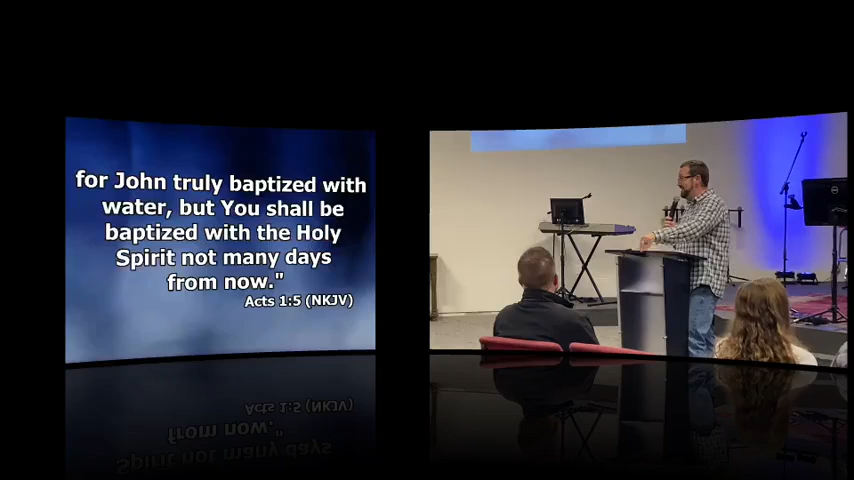 for John truly baptized with
water, but You shall be
baptized with the Holy
Spirit not many days
from now."
Acts 1:5 (NKJV)